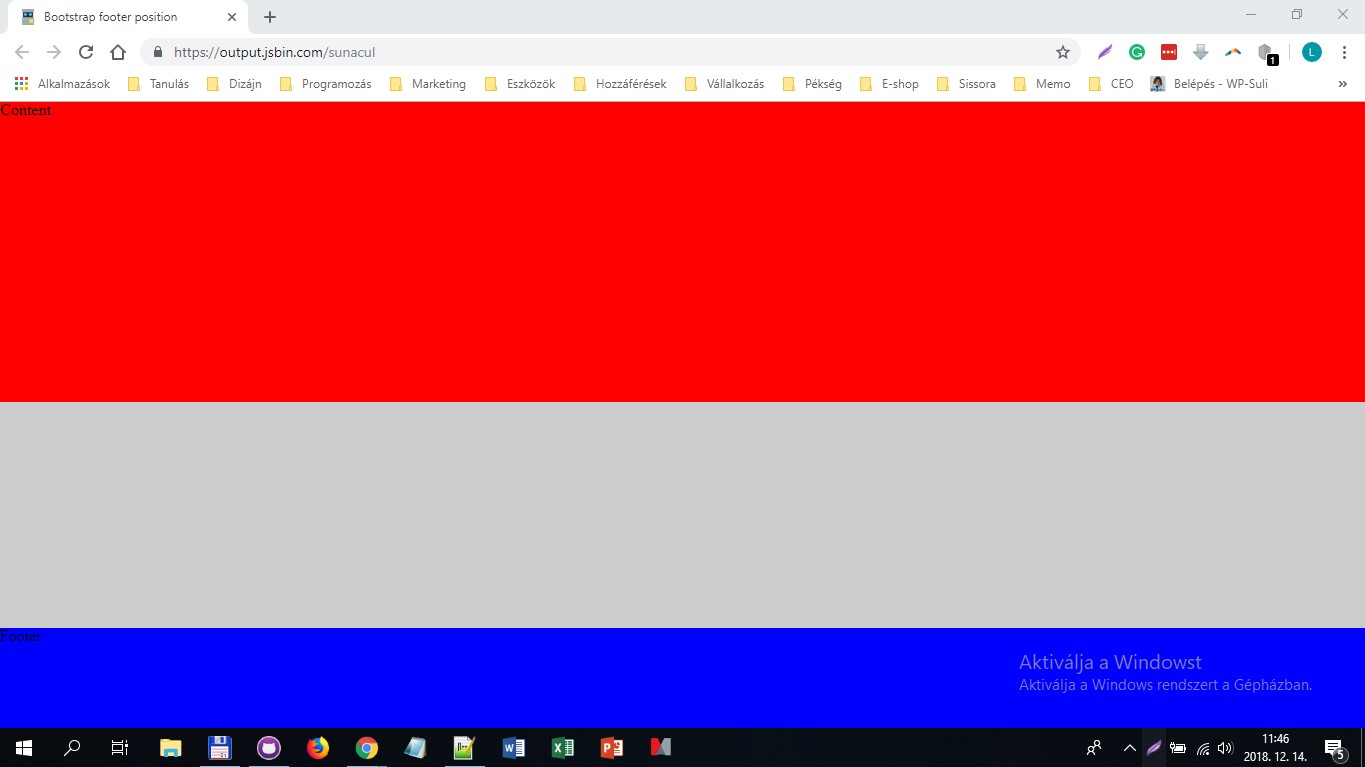 Bootstrap footer position
https://output.jsbin.com/sunacul
L
1
Alkalmazások
Tanulás
Dizájn
Programozás
Marketing
Eszközök
Hozzáférések
Vállalkozás
Pékség
E-shop
Sissora
Memo
CEO
Belépés - WP-Suli
»
Content
Footer
Aktiválja a Windowst
Aktiválja a Windows rendszert a Gépházban.
11:46
2018. 12. 14.
5